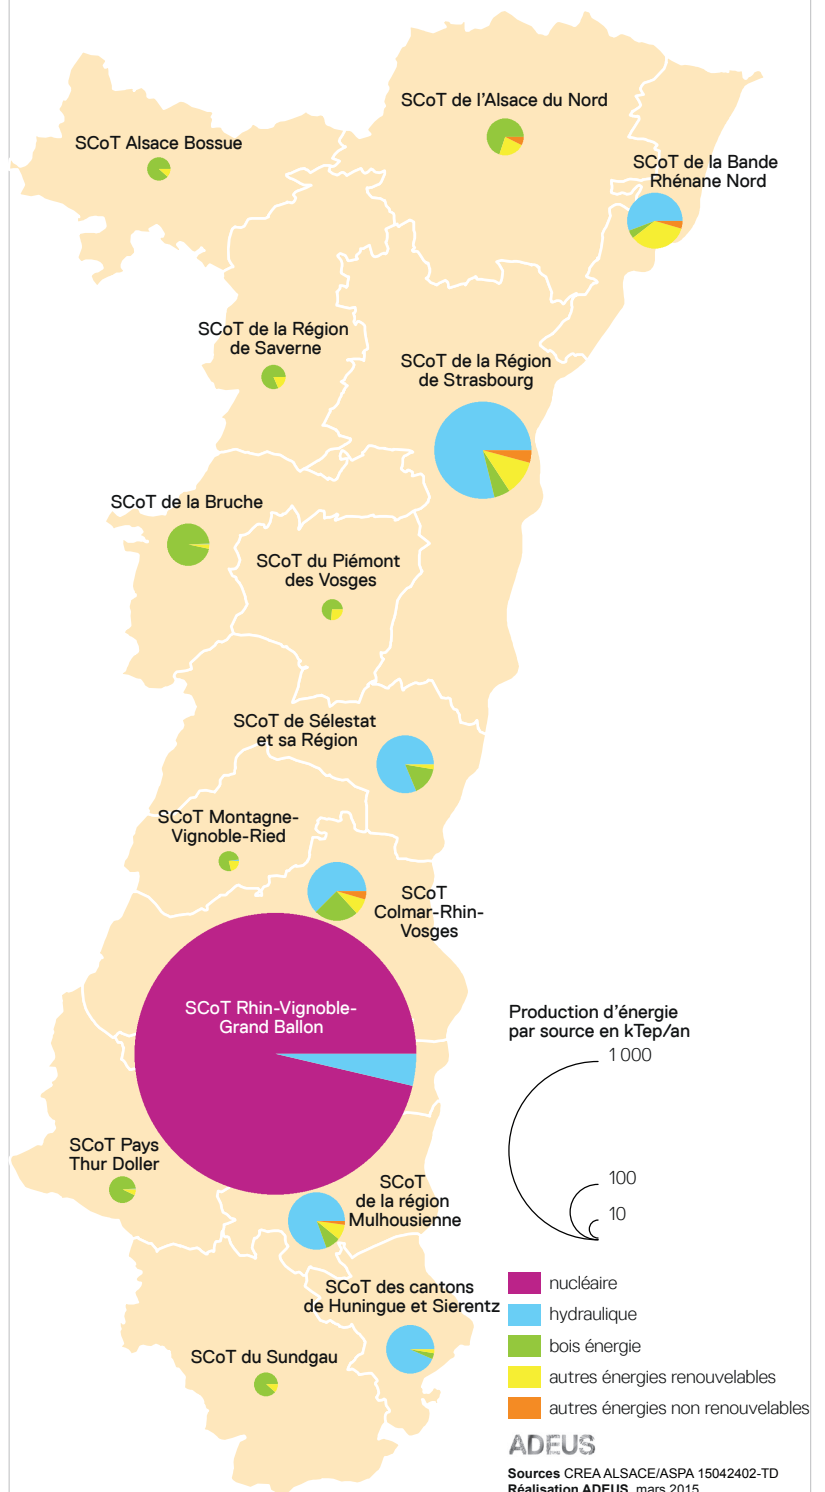 SCoT de l'Alsace du Nord
SCoT Alsace Bossue
SCoT de la Bande
Rhénane Nord
SCoT de la Région
de Saverne
SCoT de la Région
de Strasbourg
SCoT de la Bruche
SCoT du Piémont
des Vosges
SCoT de Sélestat
et sa Région
SCoT Montagne-
Vignoble-Ried
SCoT
Colmar-Rhin-
Vosges
SCoT Rhin-Vignoble-
Grand Ballon
SCoT Pays
Thur Doller
SCoT
de la région
Mulhousienne
SCoT des cantons
de Huningue et Sierentz
SCoT du Sundgau
Production d'énergie
par source en kTep/an
1 000
100
10
nucléaire
hydraulique
bois énergie
autres énergies renouvelables
autres énergies non renouvelables
ADEUS
Sources CREA ALSACE/ASPA 15042402-TD
Réalisation ADEUS, mars 2015